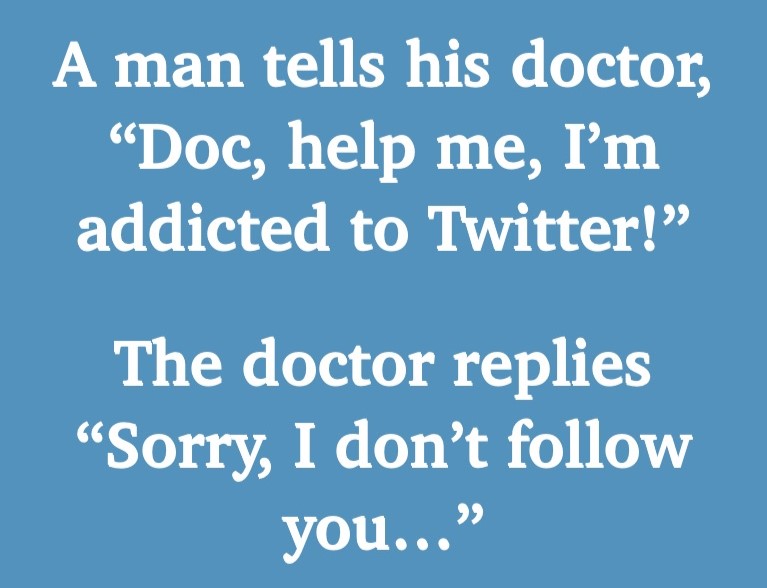 A man tells his doctor,
“Doc, help me, I’m
addicted to Twitter!”
The doctor replies
“Sorry, I don’t follow
you...”